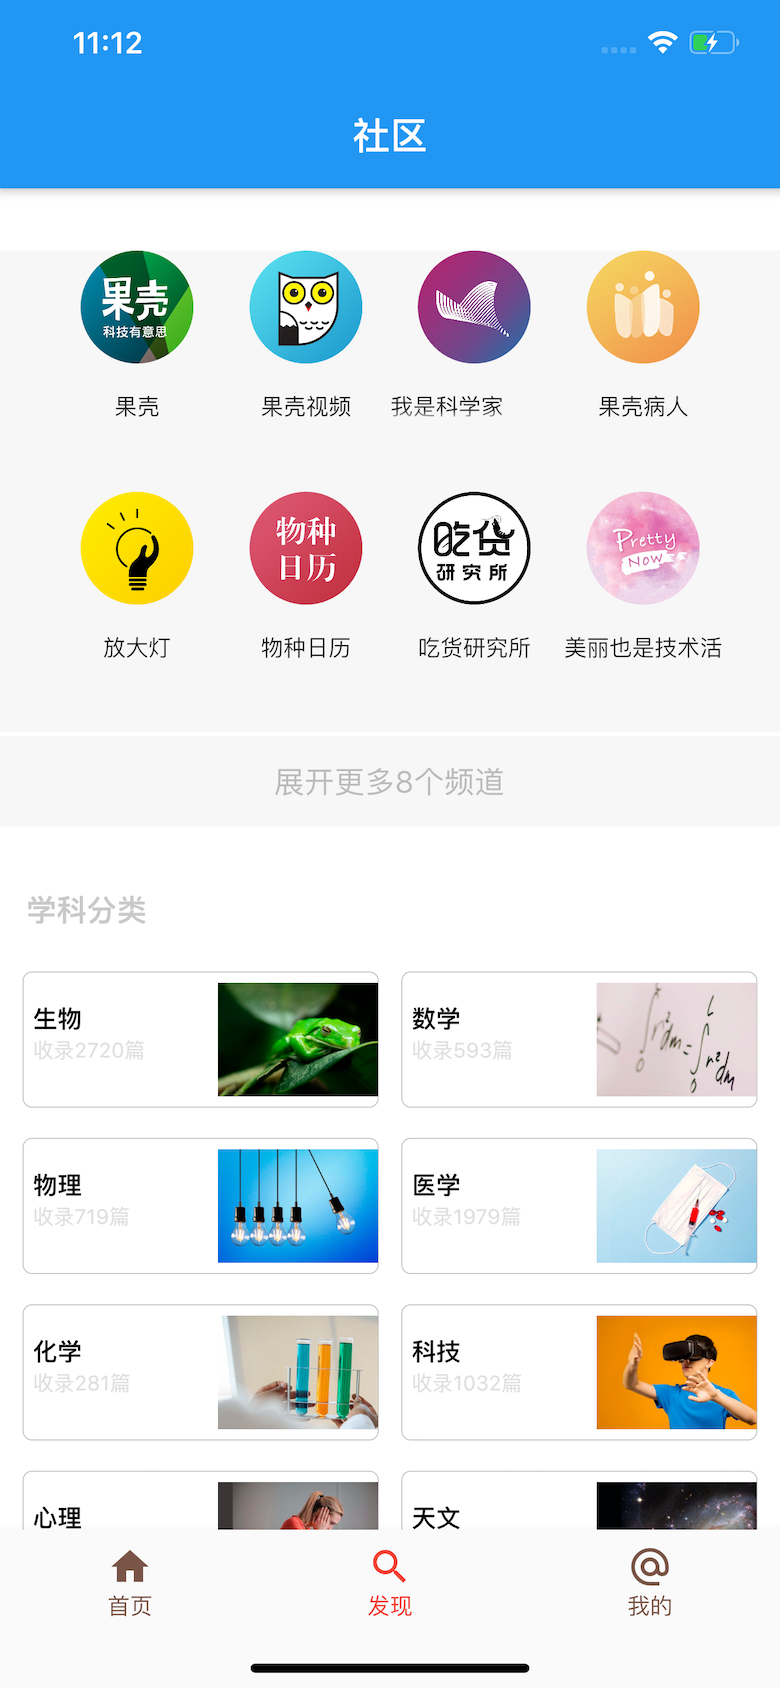 11:12
社区
果壳
科技有意思
果壳
果壳视频
我是科学家
果壳病人
物种
日历
吃货
研究所
Pretty
Now
放大灯
物种日历
吃货研究所
美丽也是技术活
展开更多8个频道
学科分类
生物
收录2720篇
数学
收录593篇
物理
收录719篇
医学
收录1979篇
化学
收录281篇
科技
收录1032篇
心理
天文
首页
发现
我的